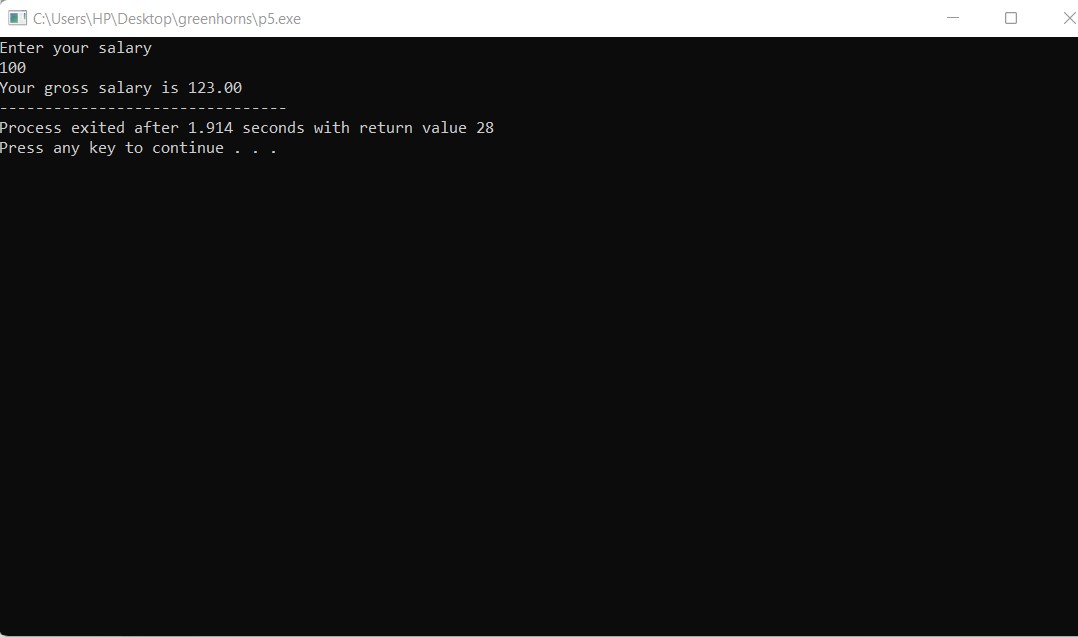 C:\Users\HP\Desktop\greenhorns\p5.exe
Enter your salary
100
Your gross salary is 123.00
--------------------------------
Process exited after 1.914 seconds with return value 28
Press any key to continue . . .